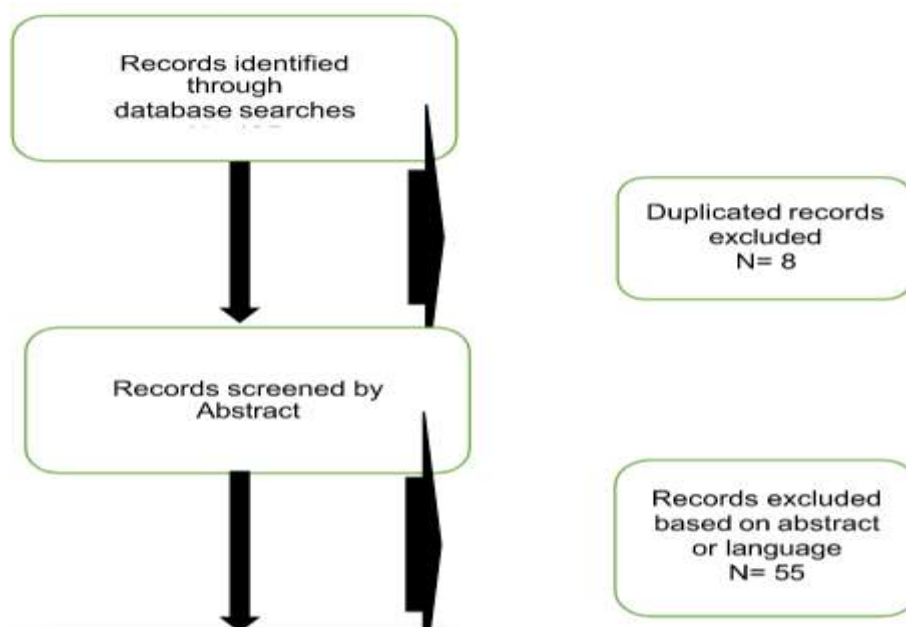 Records identified
through
database searches
Duplicated records
excluded
N= 8
Records screened by
Abstract
Records excluded
based on abstract
or language
N= 55